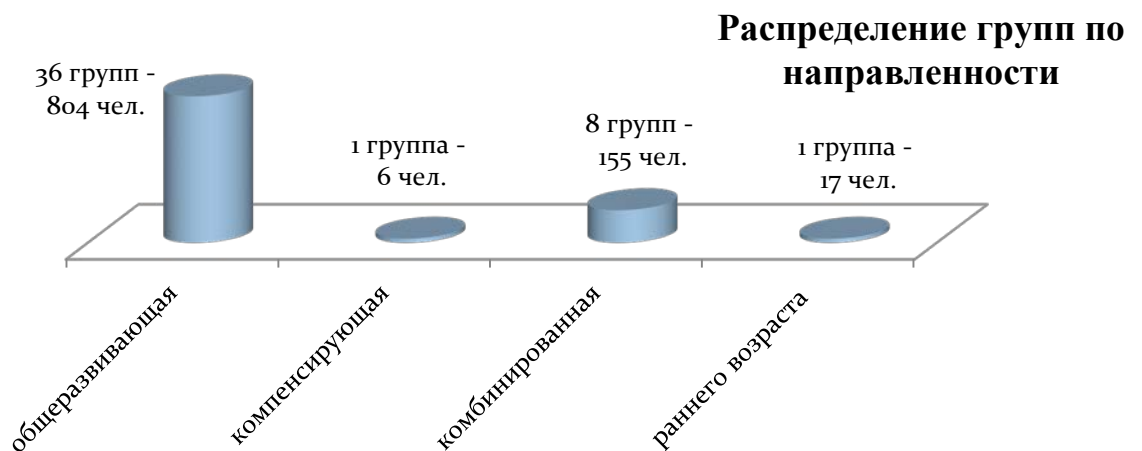 Распределение групп по
направленности
36 групп -
804 чел.
1 группа -
6 чел.
8 групп -
155 чел.
1 группа -
17 чел.
общеразвивающая
компенсирующая
комбинированная
раннего возраста